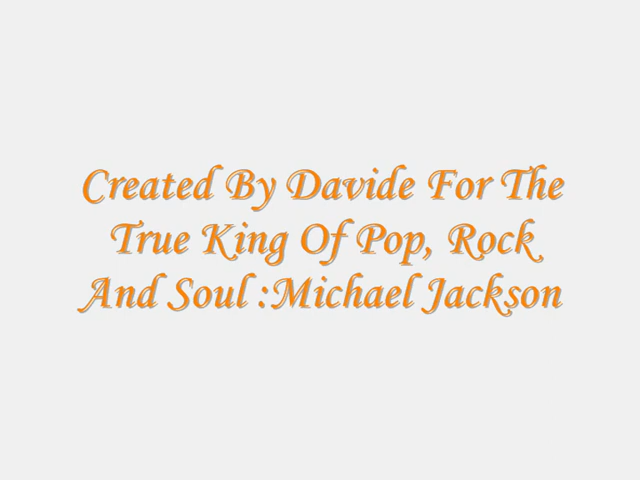 Created By Davide For The
True King Of Pop, Rock
And Soul :Michael Jackson